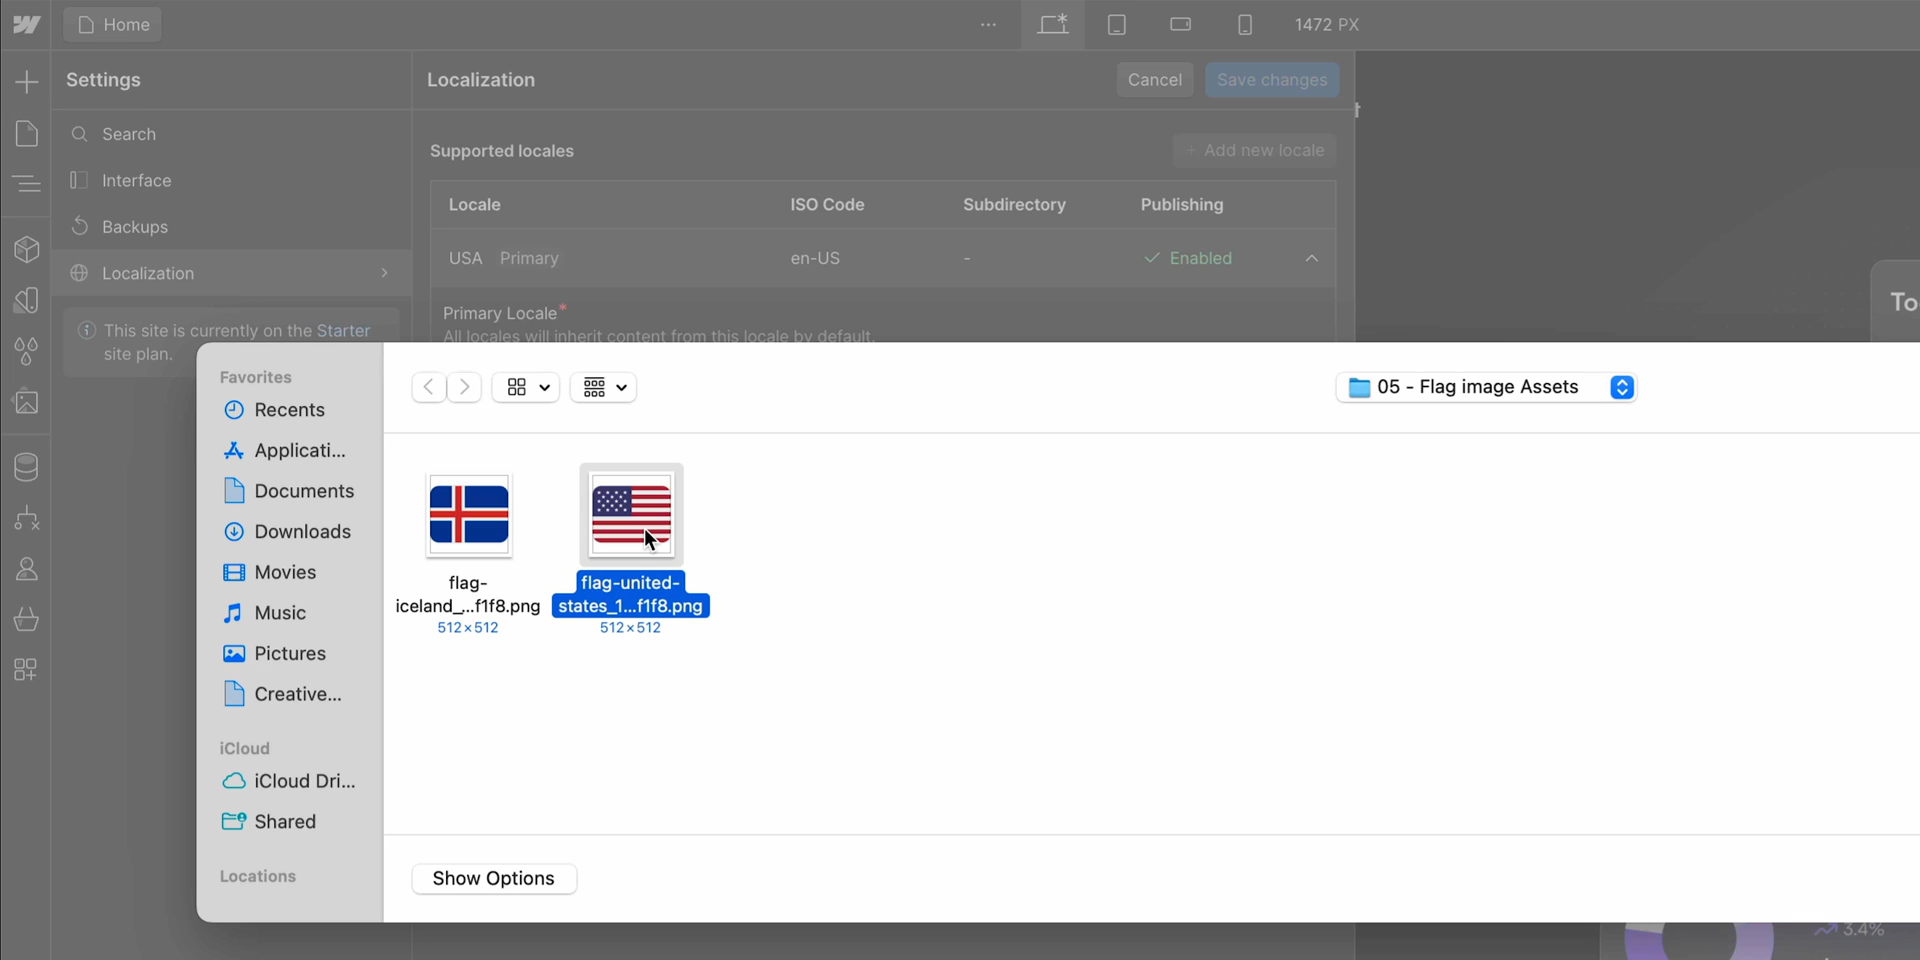 Home
1472 PX
Settings
Localization
Cancel
Save changes
Search
Interface
Backups
Localization
This site is currently on the Starter
site plan.
Supported locales
+ Add new locale
Locale
ISO Code
Subdirectory
Publishing
USA Primary
en-US
-
Enabled
Primary Locale*
All locales will inherit content from this locale by default.
To
Favorites
Recents
Applicati...
Documents
Downloads
Movies
Music
Pictures
Creative...
iCloud
iCloud Dri...
Shared
Locations
05 - Flag image Assets
flag-
iceland_...f1f8.png
512×512
flag-united-
states_1...f1f8.png
512×512
Show Options
3.4%